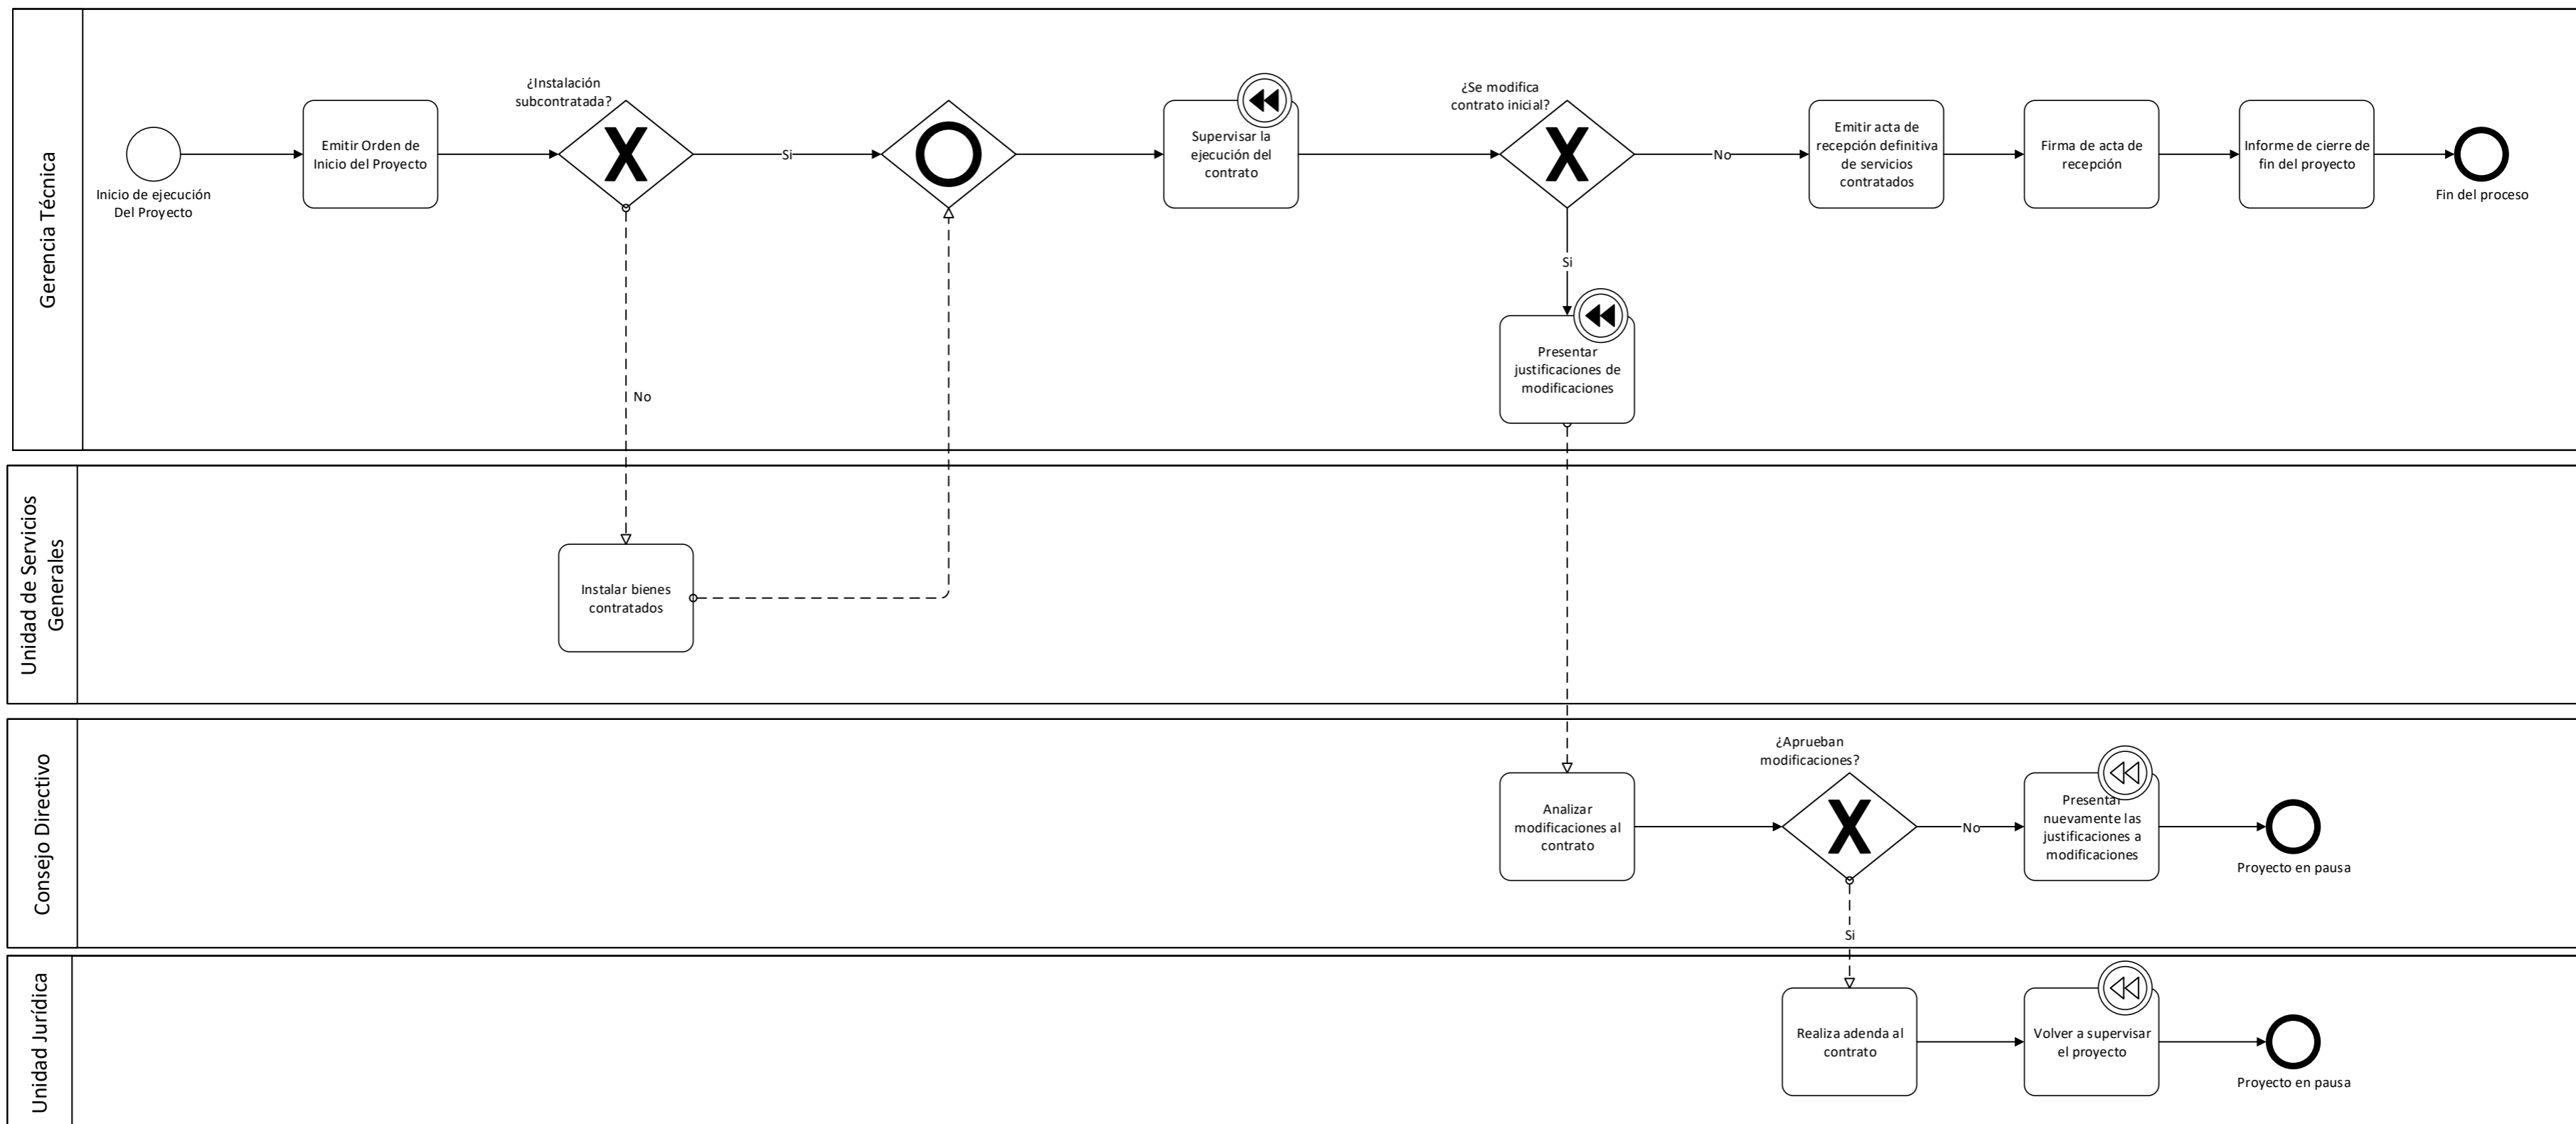 Gerencia Técnica
Inicio de ejecución
Del Proyecto
Emitir Orden de
Inicio del Proyecto
¿Instalación
subcontratada?
Si
No
Supervisar la
ejecución del
contrato
¿Se modifica
contrato inicial?
No
Si
Emitir acta de
recepción definitiva
de servicios
contratados
Firma de acta de
recepción
Informe de cierre de
fin del proyecto
Fin del proceso
Presentar
justificaciones de
modificaciones
Unidad de Servicios
Generales
Instalar bienes
contratados
Consejo Directivo
Analizar
modificaciones al
contrato
¿Aprueban
modificaciones?
No
Si
Presentar
nuevamente las
justificaciones a
modificaciones
Proyecto en pausa
Unidad Jurídica
Realiza adenda al
contrato
Volver a supervisar
el proyecto
Proyecto en pausa